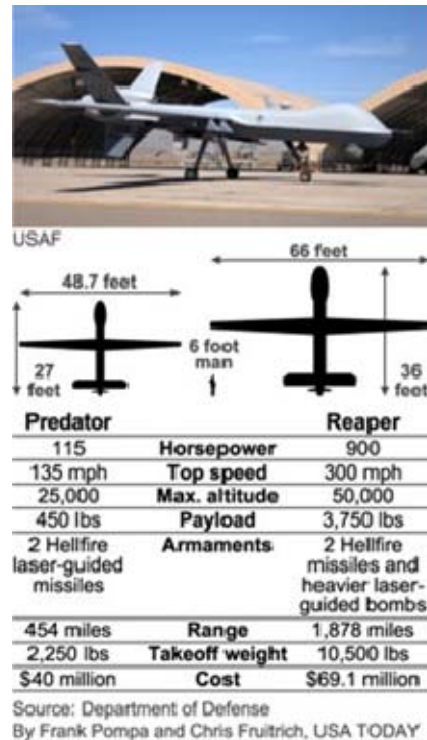 USAF
66 feet
48.7 feet
6 foot
man
27
feet
36
feet
Predator Reaper
115 Horsepower 900
135 mph Top speed 300 mph
25,000 Max. altitude 50,000
450 lbs Payload 3,750 lbs
2 Hellfire Armaments 2 Hellfire
laser-guided missiles and
missiles heavier laser-
guided bombs
454 miles Range 1,878 miles
2,250 lbs Takeoff weight 10,500 lbs
$40 million Cost $69.1 million
Source: Department of Defense
By Frank Pompa and Chris Fruitrich, USA TODAY